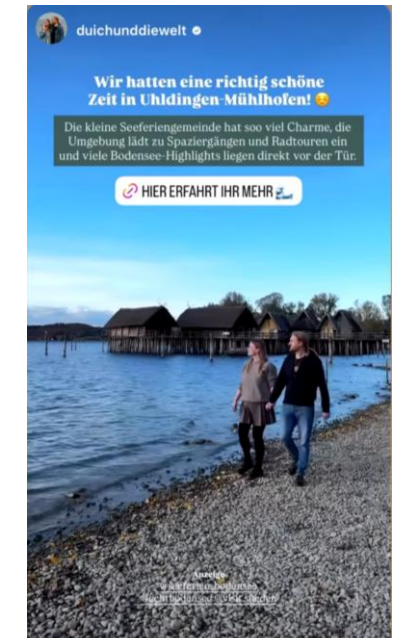 duichunddiewelt
Wir hatten eine richtig schöne
Zeit in Uhldingen-Mühlhofen! ☺️
Die kleine Seeferiengemeinde hat soo viel Charme, die
Umgebung lädt zu Spaziergängen und Radtouren ein
und viele Bodensee-Highlights liegen direkt vor der Tür.
HIER ERFAHRT IHR MEHR
Anzeige